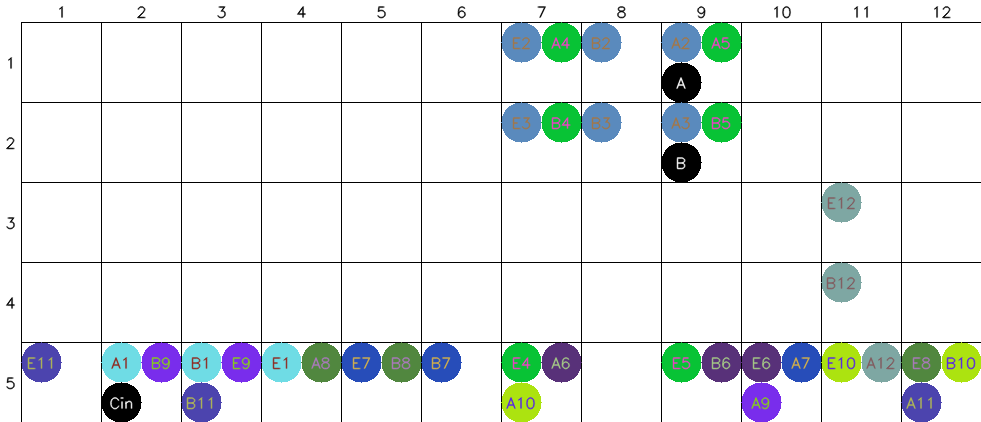 1 2 3 4 5 6 7 8 9 10 11 12
1 E2 A4 B2 A2 A5
A
2 E3 B4 B3 A3 B5
B
3 E12
4 B12
5 E11 A1 B9 B1 E9 E1 A8 E7 B8 B7 E4 A6 E5 B6 E6 A7 E10 A12 E8 B10
Cin B11 A10 A9 A11